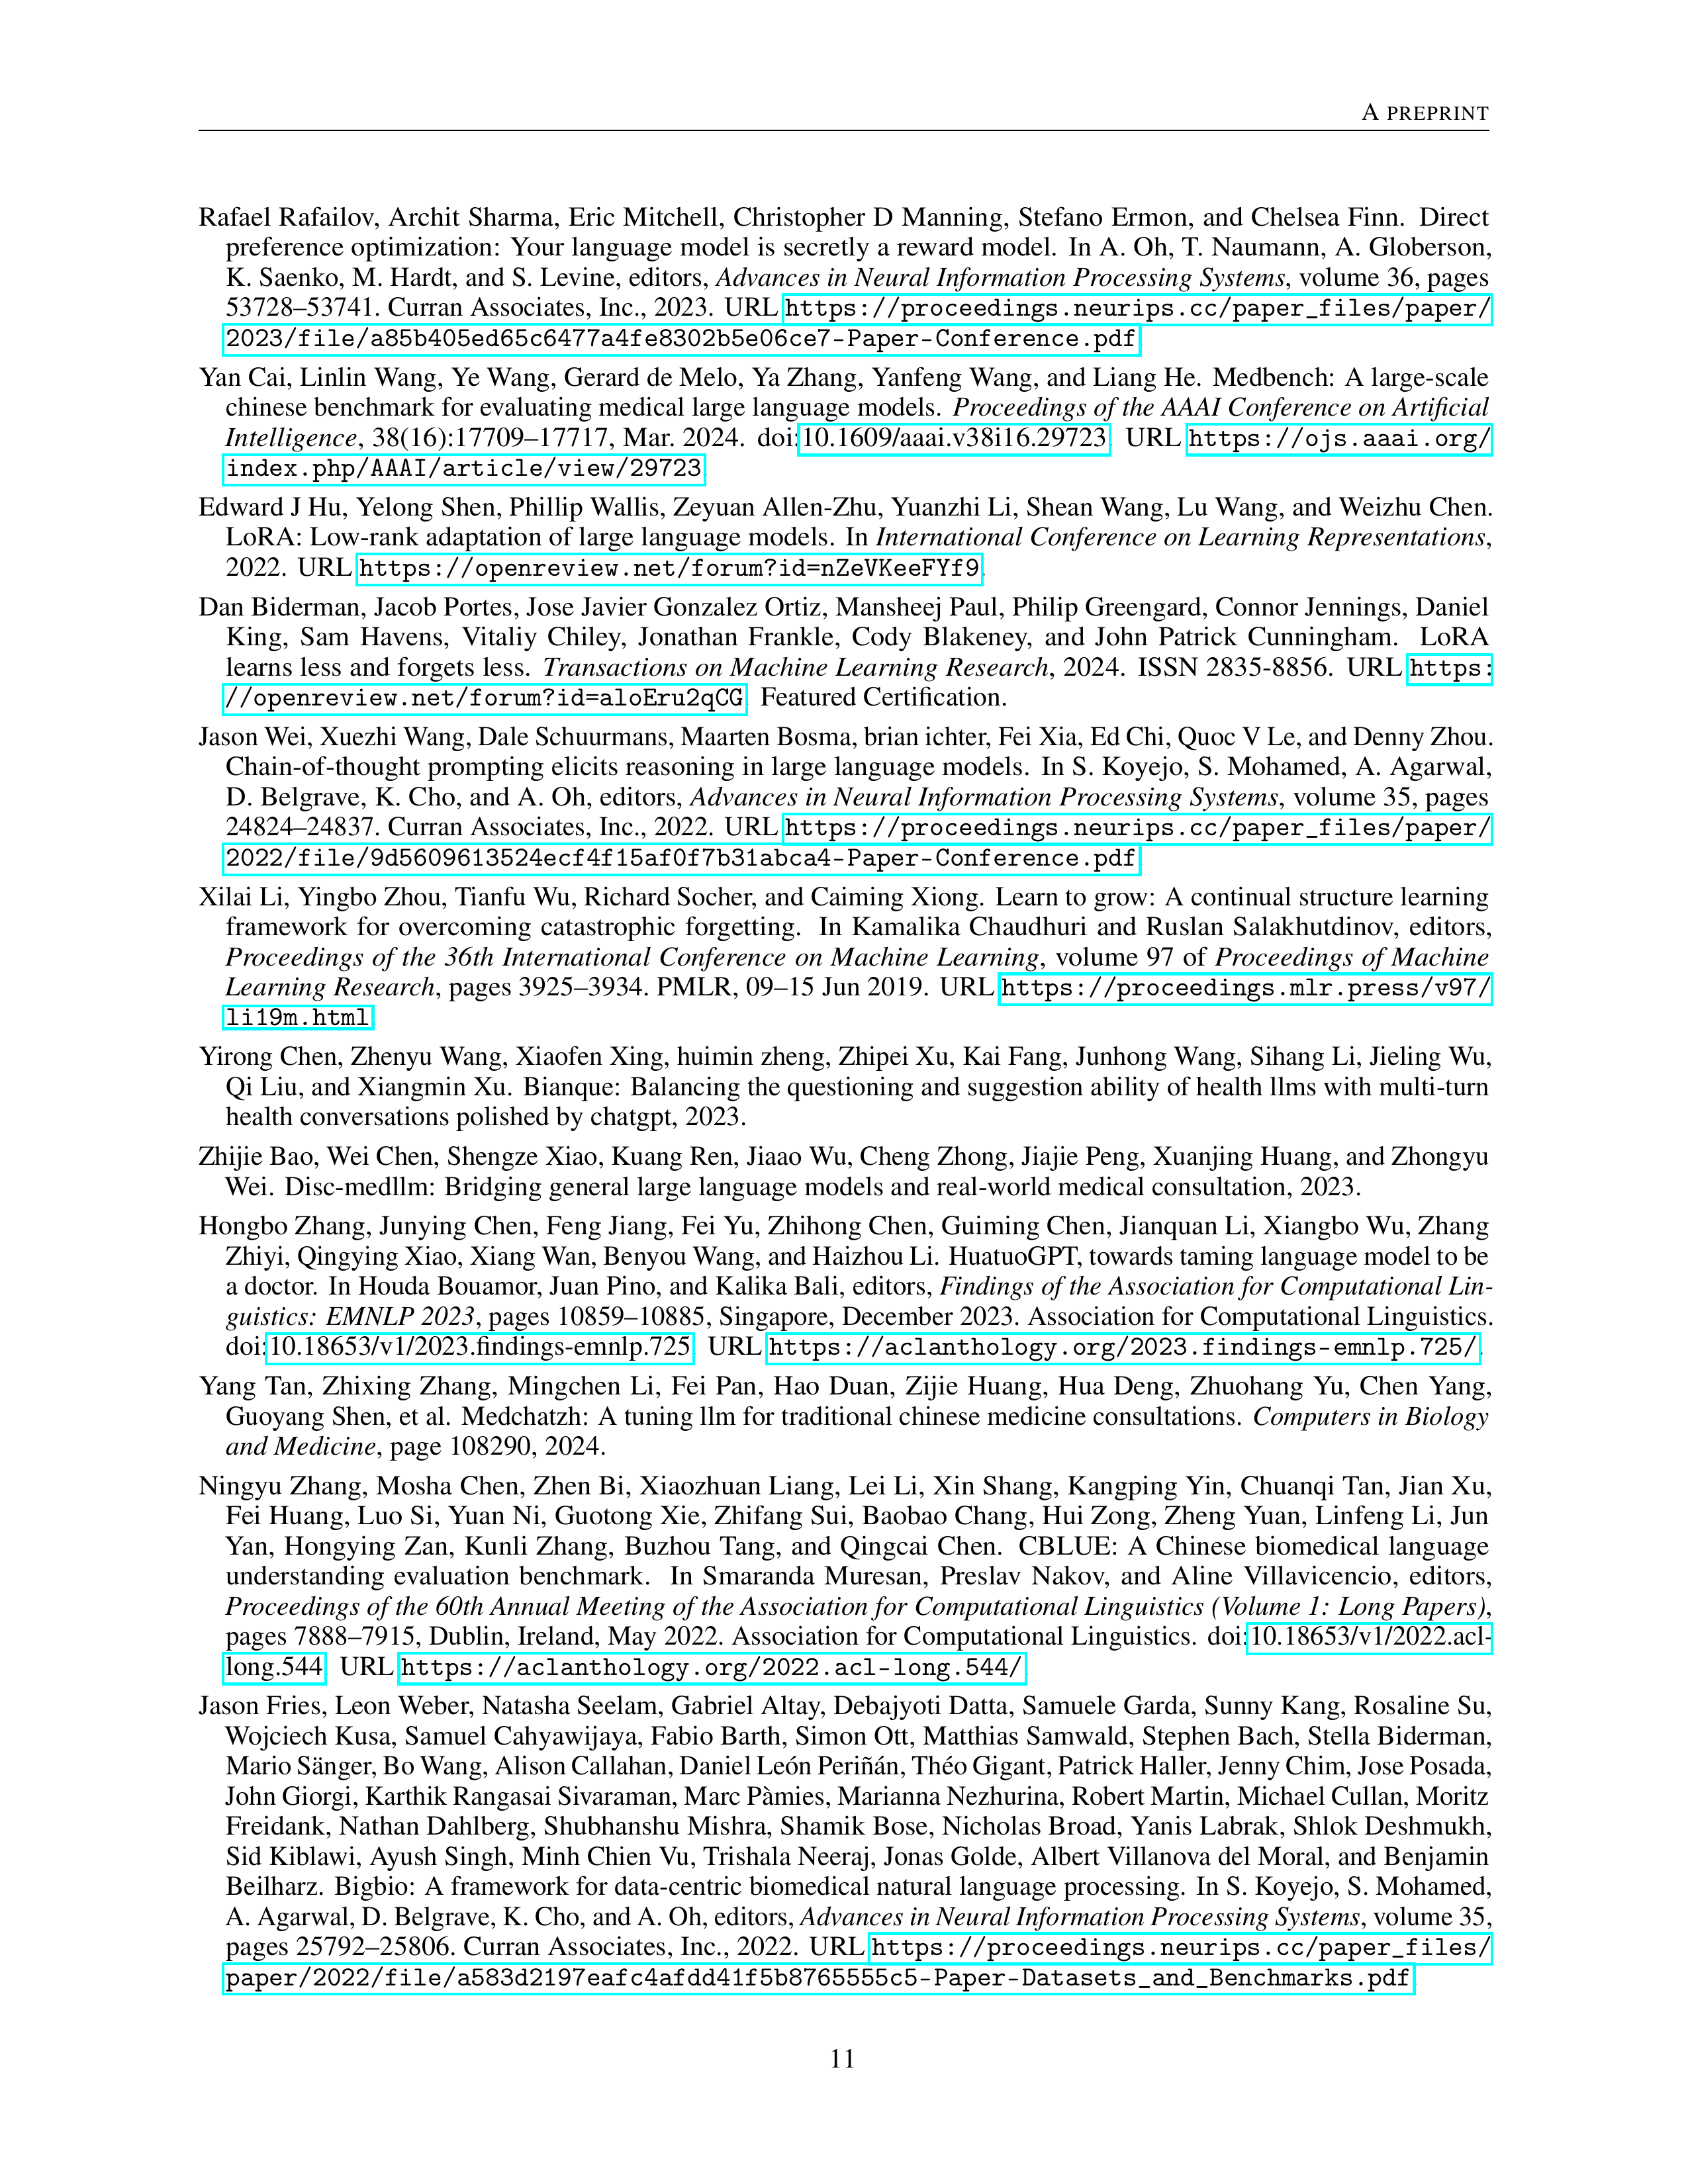 A PREPRINT
Rafael Rafailov, Archit Sharma, Eric Mitchell, Christopher D Manning, Stefano Ermon, and Chelsea Finn. Direct
preference optimization: Your language model is secretly a reward model. In A. Oh, T. Naumann, A. Globerson,
K. Saenko, M. Hardt, and S. Levine, editors, Advances in Neural Information Processing Systems, volume 36, pages
53728–53741. Curran Associates, Inc., 2023. URL https://proceedings.neurips.cc/paper_files/paper/
2023/file/a85b405ed65c6477a4fe8302b5e06ce7-Paper-Conference.pdf.
Yan Cai, Linlin Wang, Ye Wang, Gerard de Melo, Ya Zhang, Yanfeng Wang, and Liang He. Medbench: A large-scale
chinese benchmark for evaluating medical large language models. Proceedings of the AAAI Conference on Artificial
Intelligence, 38(16):17709–17717, Mar. 2024. doi:10.1609/aaai.v38i16.29723. URL https://ojs.aaai.org/
index.php/AAAI/article/view/29723.
Edward J Hu, Yelong Shen, Phillip Wallis, Zeyuan Allen-Zhu, Yuanzhi Li, Shean Wang, Lu Wang, and Weizhu Chen.
LoRA: Low-rank adaptation of large language models. In International Conference on Learning Representations,
2022. URL https://openreview.net/forum?id=nZeVKeeFYf9.
Dan Biderman, Jacob Portes, Jose Javier Gonzalez Ortiz, Mansheej Paul, Philip Greengard, Connor Jennings, Daniel
King, Sam Havens, Vitaliy Chiley, Jonathan Frankle, Cody Blakeney, and John Patrick Cunningham. LoRA
learns less and forgets less. Transactions on Machine Learning Research, 2024. ISSN 2835-8856. URL https:
//openreview.net/forum?id=aloEru2qCG. Featured Certification.
Jason Wei, Xuezhi Wang, Dale Schuurmans, Maarten Bosma, brian ichter, Fei Xia, Ed Chi, Quoc V Le, and Denny Zhou.
Chain-of-thought prompting elicits reasoning in large language models. In S. Koyejo, S. Mohamed, A. Agarwal,
D. Belgrave, K. Cho, and A. Oh, editors, Advances in Neural Information Processing Systems, volume 35, pages
24824–24837. Curran Associates, Inc., 2022. URL https://proceedings.neurips.cc/paper_files/paper/
2022/file/9d5609613524ecf4f15af0f7b31abca4-Paper-Conference.pdf.
Xilai Li, Yingbo Zhou, Tianfu Wu, Richard Socher, and Caiming Xiong. Learn to grow: A continual structure learning
framework for overcoming catastrophic forgetting. In Kamalika Chaudhuri and Ruslan Salakhutdinov, editors,
Proceedings of the 36th International Conference on Machine Learning, volume 97 of Proceedings of Machine
Learning Research, pages 3925–3934. PMLR, 09–15 Jun 2019. URL https://proceedings.mlr.press/v97/
li19m.html.
Yirong Chen, Zhenyu Wang, Xiaofen Xing, huimin zheng, Zhipei Xu, Kai Fang, Junhong Wang, Sihang Li, Jieling Wu,
Qi Liu, and Xiangmin Xu. Bianque: Balancing the questioning and suggestion ability of health llms with multi-turn
health conversations polished by chatgpt, 2023.
Zhijie Bao, Wei Chen, Shengze Xiao, Kuang Ren, Jiaao Wu, Cheng Zhong, Jiajie Peng, Xuanjing Huang, and Zhongyu
Wei. Disc-medllm: Bridging general large language models and real-world medical consultation, 2023.
Hongbo Zhang, Junying Chen, Feng Jiang, Fei Yu, Zhihong Chen, Guiming Chen, Jianquan Li, Xiangbo Wu, Zhang
Zhiyi, Qingying Xiao, Xiang Wan, Benyou Wang, and Haizhou Li. HuatuoGPT, towards taming language model to be
a doctor. In Houda Bouamor, Juan Pino, and Kalika Bali, editors, Findings of the Association for Computational Lin-
guistics: EMNLP 2023, pages 10859–10885, Singapore, December 2023. Association for Computational Linguistics.
doi:10.18653/v1/2023.findings-emnlp.725. URL https://aclanthology.org/2023.findings-emnlp.725/.
Yang Tan, Zhixing Zhang, Mingchen Li, Fei Pan, Hao Duan, Zijie Huang, Hua Deng, Zhuohang Yu, Chen Yang,
Guoyang Shen, et al. Medchatzh: A tuning llm for traditional chinese medicine consultations. Computers in Biology
and Medicine, page 108290, 2024.
Ningyu Zhang, Mosha Chen, Zhen Bi, Xiaozhuan Liang, Lei Li, Xin Shang, Kangping Yin, Chuanqi Tan, Jian Xu,
Fei Huang, Luo Si, Yuan Ni, Guotong Xie, Zhifang Sui, Baobao Chang, Hui Zong, Zheng Yuan, Linfeng Li, Jun
Yan, Hongying Zan, Kunli Zhang, Buzhou Tang, and Qingcai Chen. CBLUE: A Chinese biomedical language
understanding evaluation benchmark. In Smaranda Muresan, Preslav Nakov, and Aline Villavicencio, editors,
Proceedings of the 60th Annual Meeting of the Association for Computational Linguistics (Volume 1: Long Papers),
pages 7888–7915, Dublin, Ireland, May 2022. Association for Computational Linguistics. doi:10.18653/v1/2022.acl-
long.544. URL https://aclanthology.org/2022.acl-long.544/.
Jason Fries, Leon Weber, Natasha Seelam, Gabriel Altay, Debajyoti Datta, Samuele Garda, Sunny Kang, Rosaline Su,
Wojciech Kusa, Samuel Cahyawijaya, Fabio Barth, Simon Ott, Matthias Samwald, Stephen Bach, Stella Biderman,
Mario Sänger, Bo Wang, Alison Callahan, Daniel León Periñán, Théo Gigant, Patrick Haller, Jenny Chim, Jose Posada,
John Giorgi, Karthik Rangasai Sivaraman, Marc Pàmies, Marianna Nezhurina, Robert Martin, Michael Cullan, Moritz
Freidank, Nathan Dahlberg, Shubhanshu Mishra, Shamik Bose, Nicholas Broad, Yanis Labrak, Shlok Deshmukh,
Sid Kiblawi, Ayush Singh, Minh Chien Vu, Trishala Neeraj, Jonas Golde, Albert Villanova del Moral, and Benjamin
Beilharz. Bigbio: A framework for data-centric biomedical natural language processing. In S. Koyejo, S. Mohamed,
A. Agarwal, D. Belgrave, K. Cho, and A. Oh, editors, Advances in Neural Information Processing Systems, volume 35,
pages 25792–25806. Curran Associates, Inc., 2022. URL https://proceedings.neurips.cc/paper_files/
paper/2022/file/a583d2197eafc4afdd41f5b8765555c5-Paper-Datasets_and_Benchmarks.pdf.
11